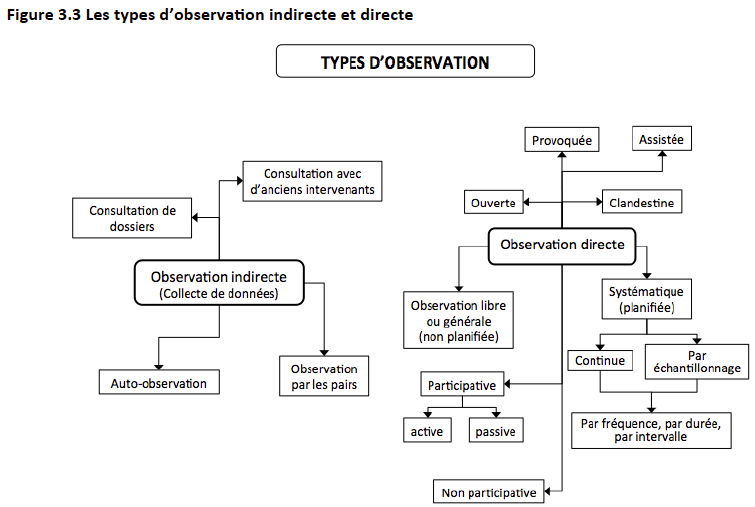 Figure 3.3 Les types d’observation indirecte et directe
TYPES D’OBSERVATION
Consultation avec
d’anciens intervenants
Consultation de
dossiers
Observation indirecte
(Collecte de données)
Auto-observation
Observation
par les pairs
Provoquée
Assistée
Ouverte
Clandestine
Observation directe
Observation libre
ou générale
(non planifiée)
Systématique
(planifiée)
Continue
Par
échantillonnage
Par fréquence, par durée,
par intervalle
Participative
active
passive
Non participative